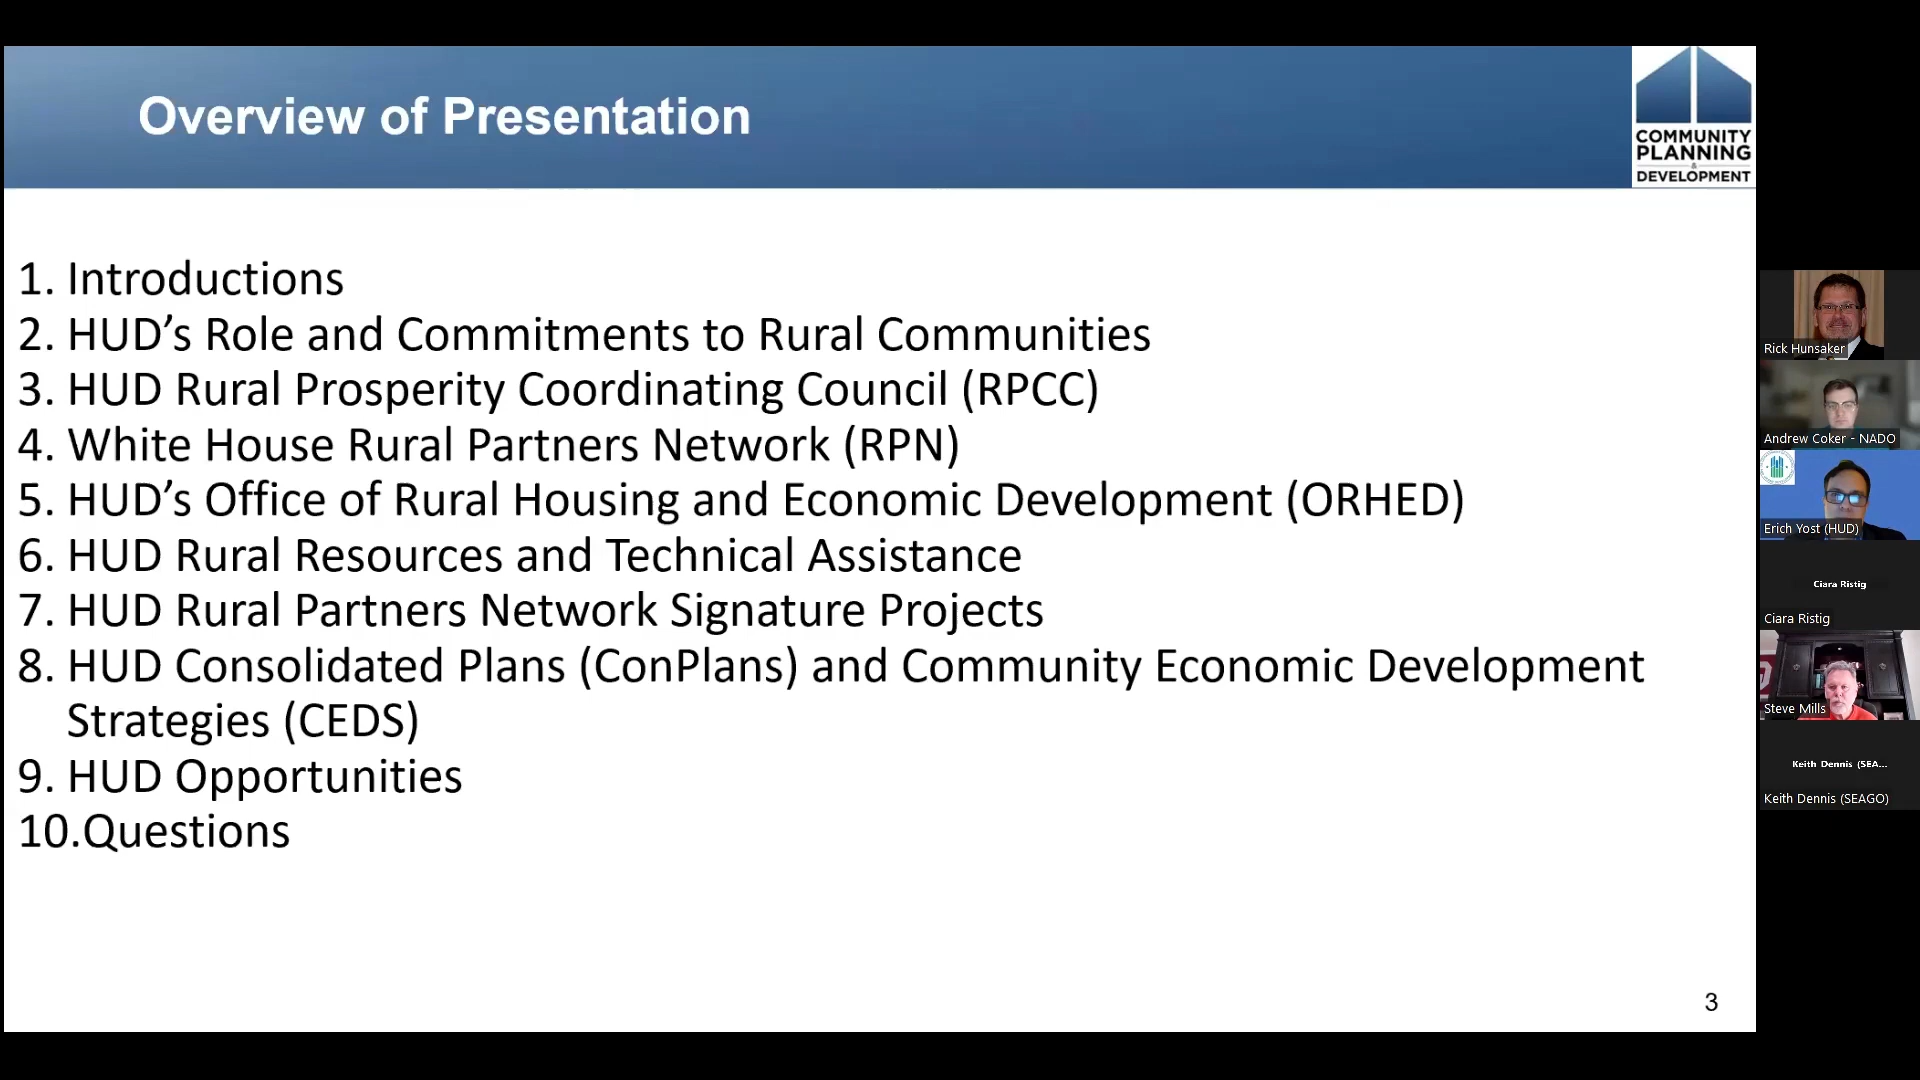 Overview of Presentation
COMMUNITY
PLANNING
&
DEVELOPMENT
1. Introductions
2. HUD’s Role and Commitments to Rural Communities
3. HUD Rural Prosperity Coordinating Council (RPCC)
4. White House Rural Partners Network (RPN)
5. HUD’s Office of Rural Housing and Economic Development (ORHED)
6. HUD Rural Resources and Technical Assistance
7. HUD Rural Partners Network Signature Projects
8. HUD Consolidated Plans (ConPlans) and Community Economic Development
Strategies (CEDS)
9. HUD Opportunities
10.Questions
3
Rick Hunsaker
Andrew Coker - NADO
Erich Yost (HUD)
Ciara Ristig
Ciara Ristig
Steve Mills
Keith Dennis (SEA...
Keith Dennis (SEAGO)